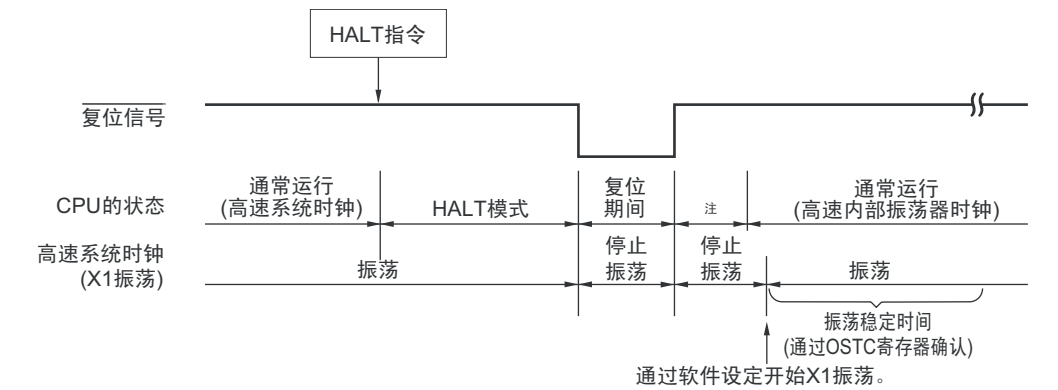 HALT指令
复位信号
CPU的状态
通常运行
(高速系统时钟)
HALT模式
复位
期间
注
通常运行
(高速内部振荡器时钟)
高速系统时钟
(X1振荡)
振荡
停止
振荡
停止
振荡
振荡
振荡稳定时间
(通过OSTC寄存器确认)
通过软件设定开始X1振荡。